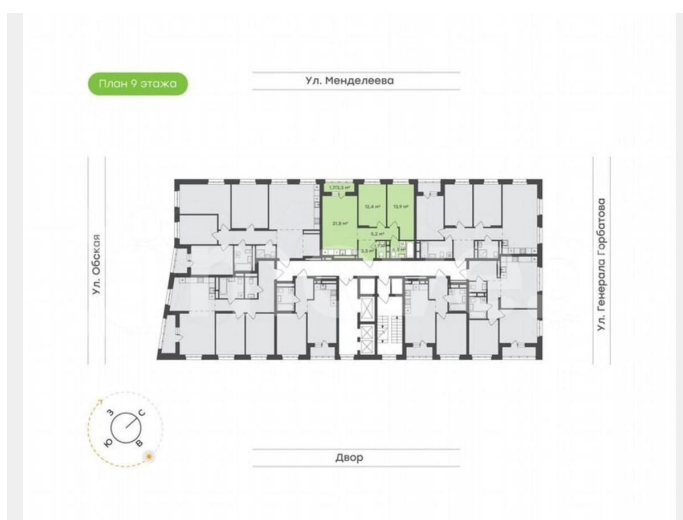 План 9 этажа
Ул. Менделеева
Ул. Обская
Ул. Генерала Горбатова
21,8 м²
12,4 м²
13,9 м²
5,2 м²
З
С
Ю
В
Двор